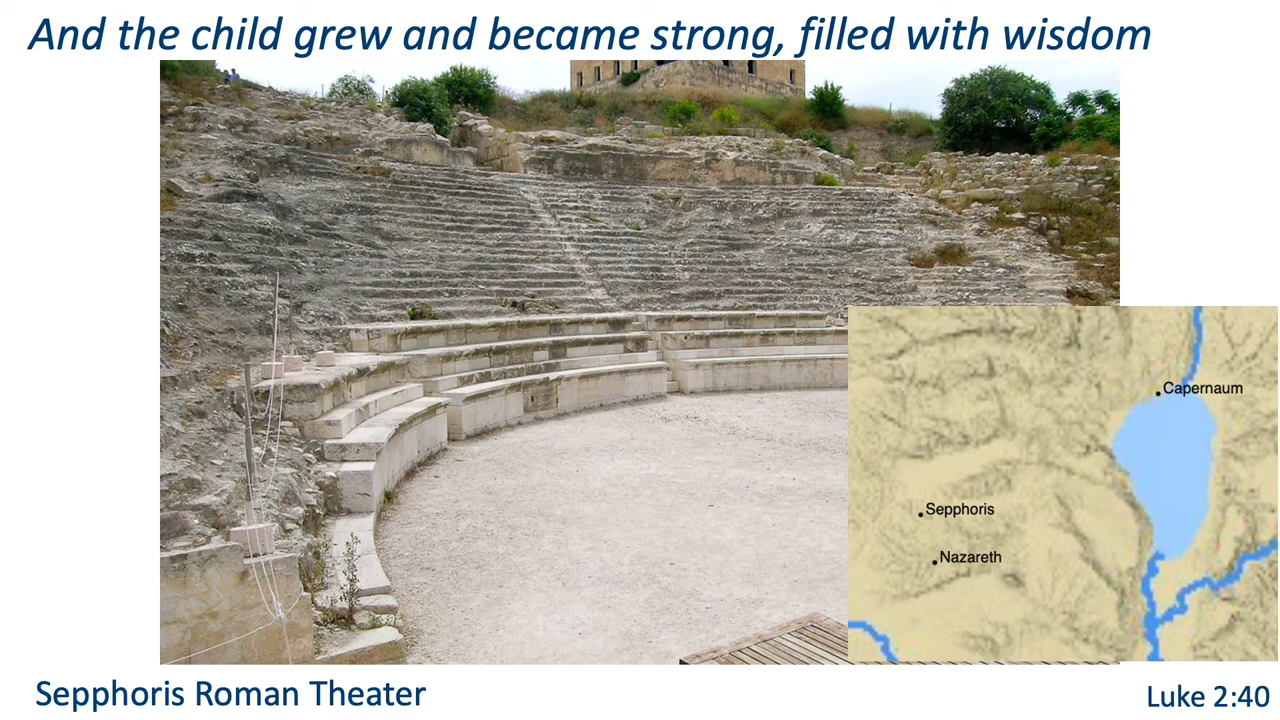 And the child grew and became strong, filled with wisdom
Capernaum
Sepphoris
Nazareth
Sepphoris Roman Theater
Luke 2:40